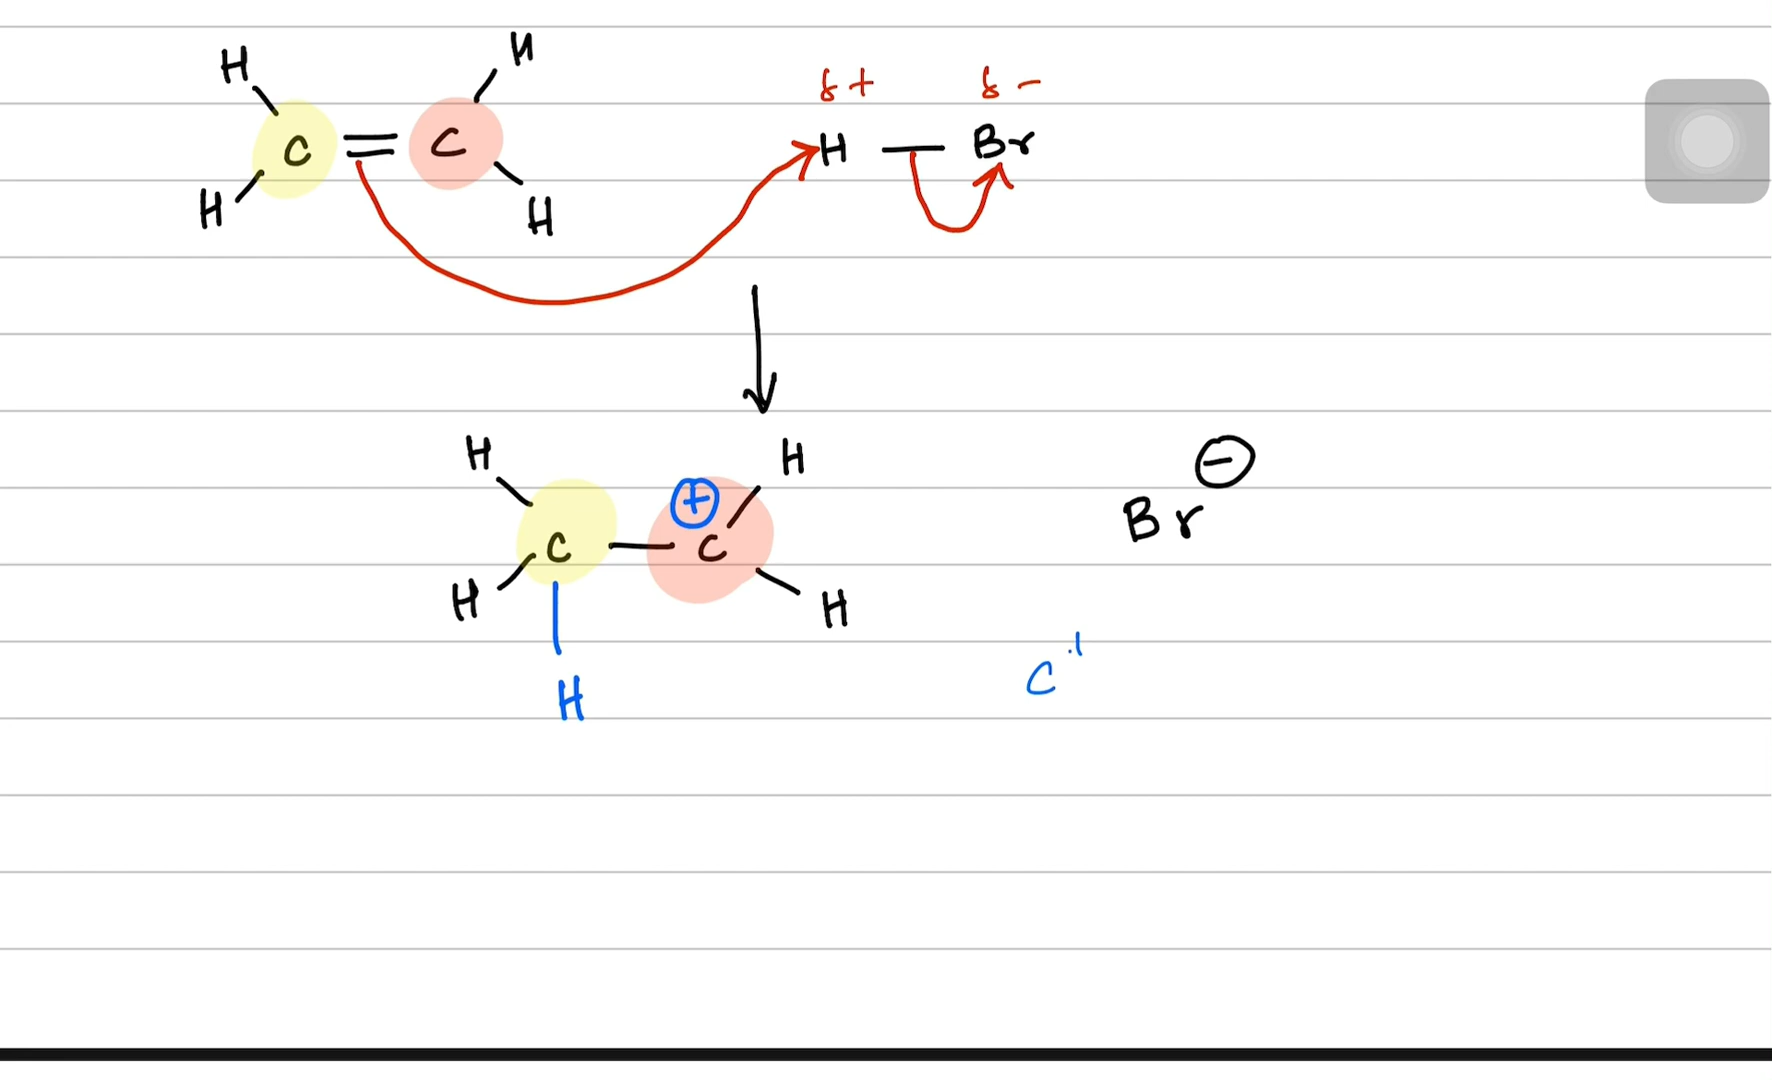 H H
δ+ δ-
C = C H — Br
H H
H H
⊕ ⊖
C — C Br
H H
C
H